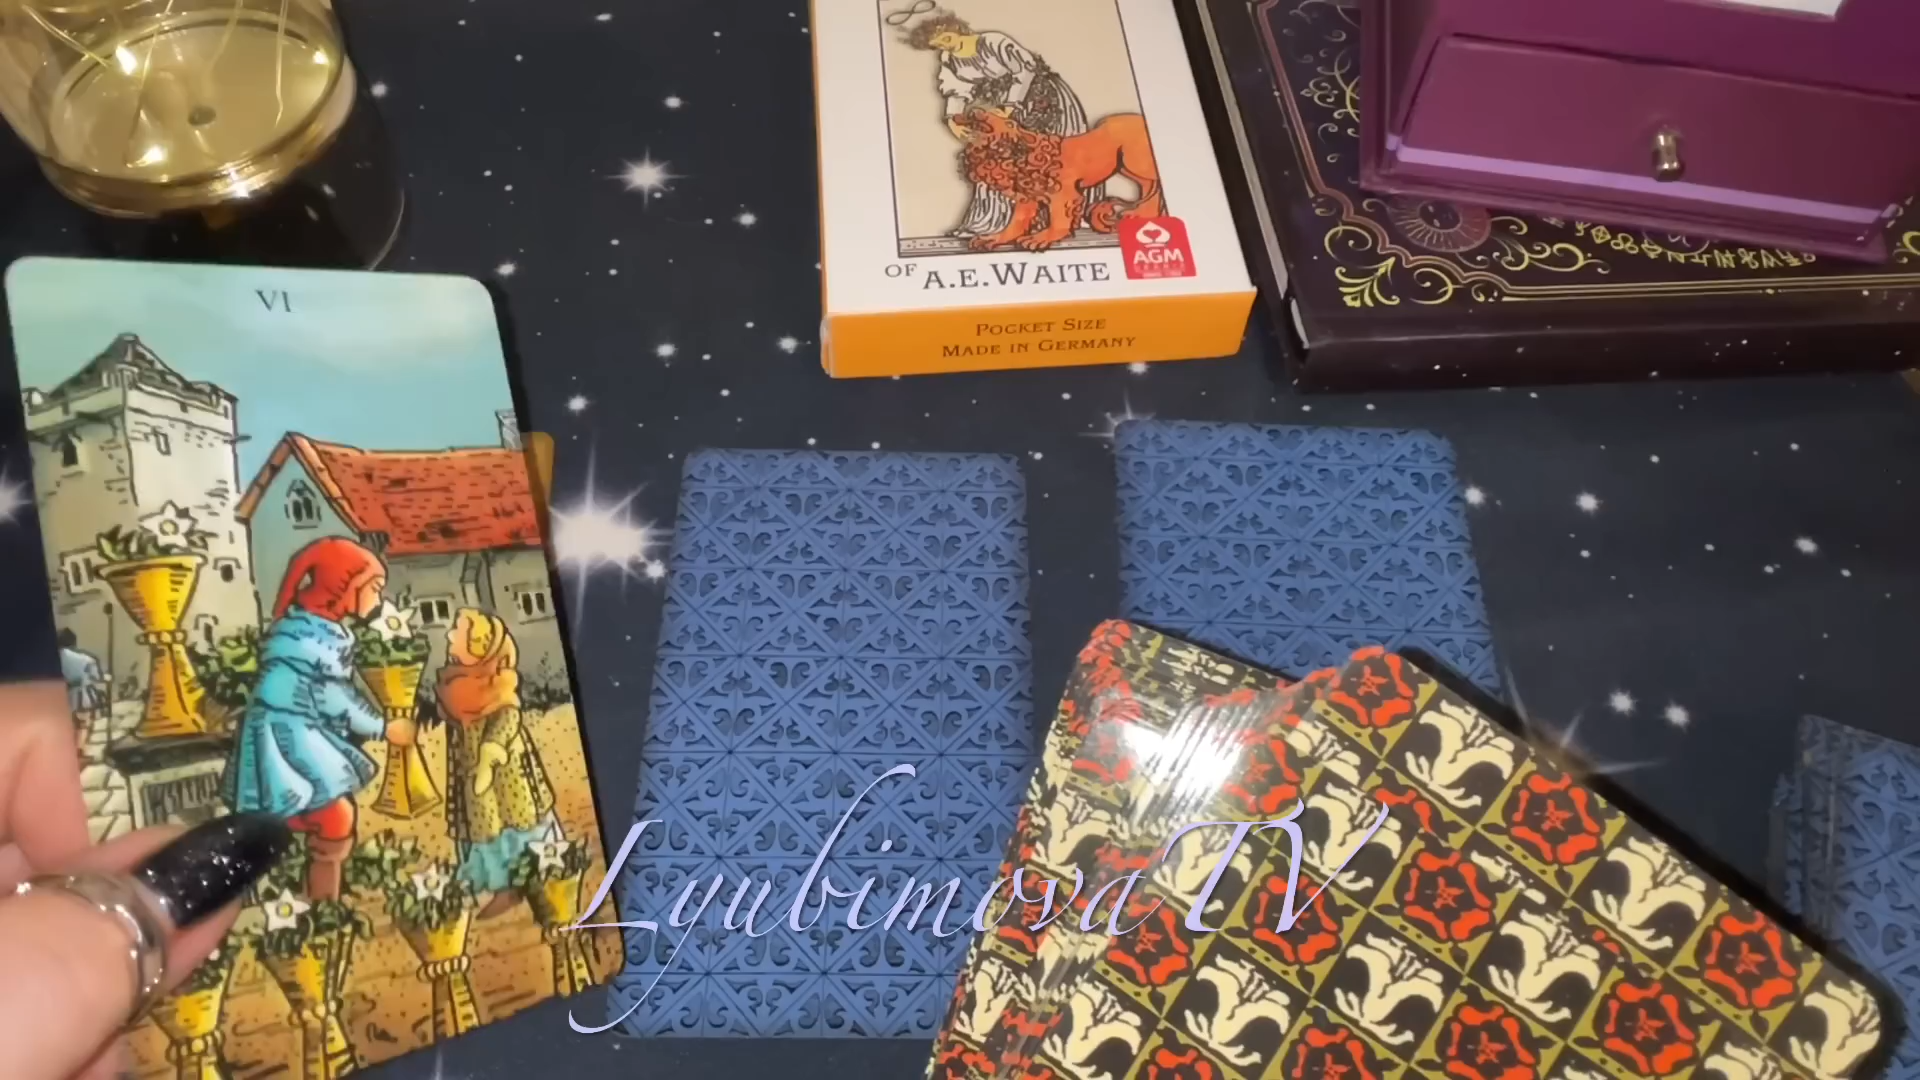 OF A.E.WAITE
AGM
POCKET SIZE
MADE IN GERMANY
VI
LyubimovaTV